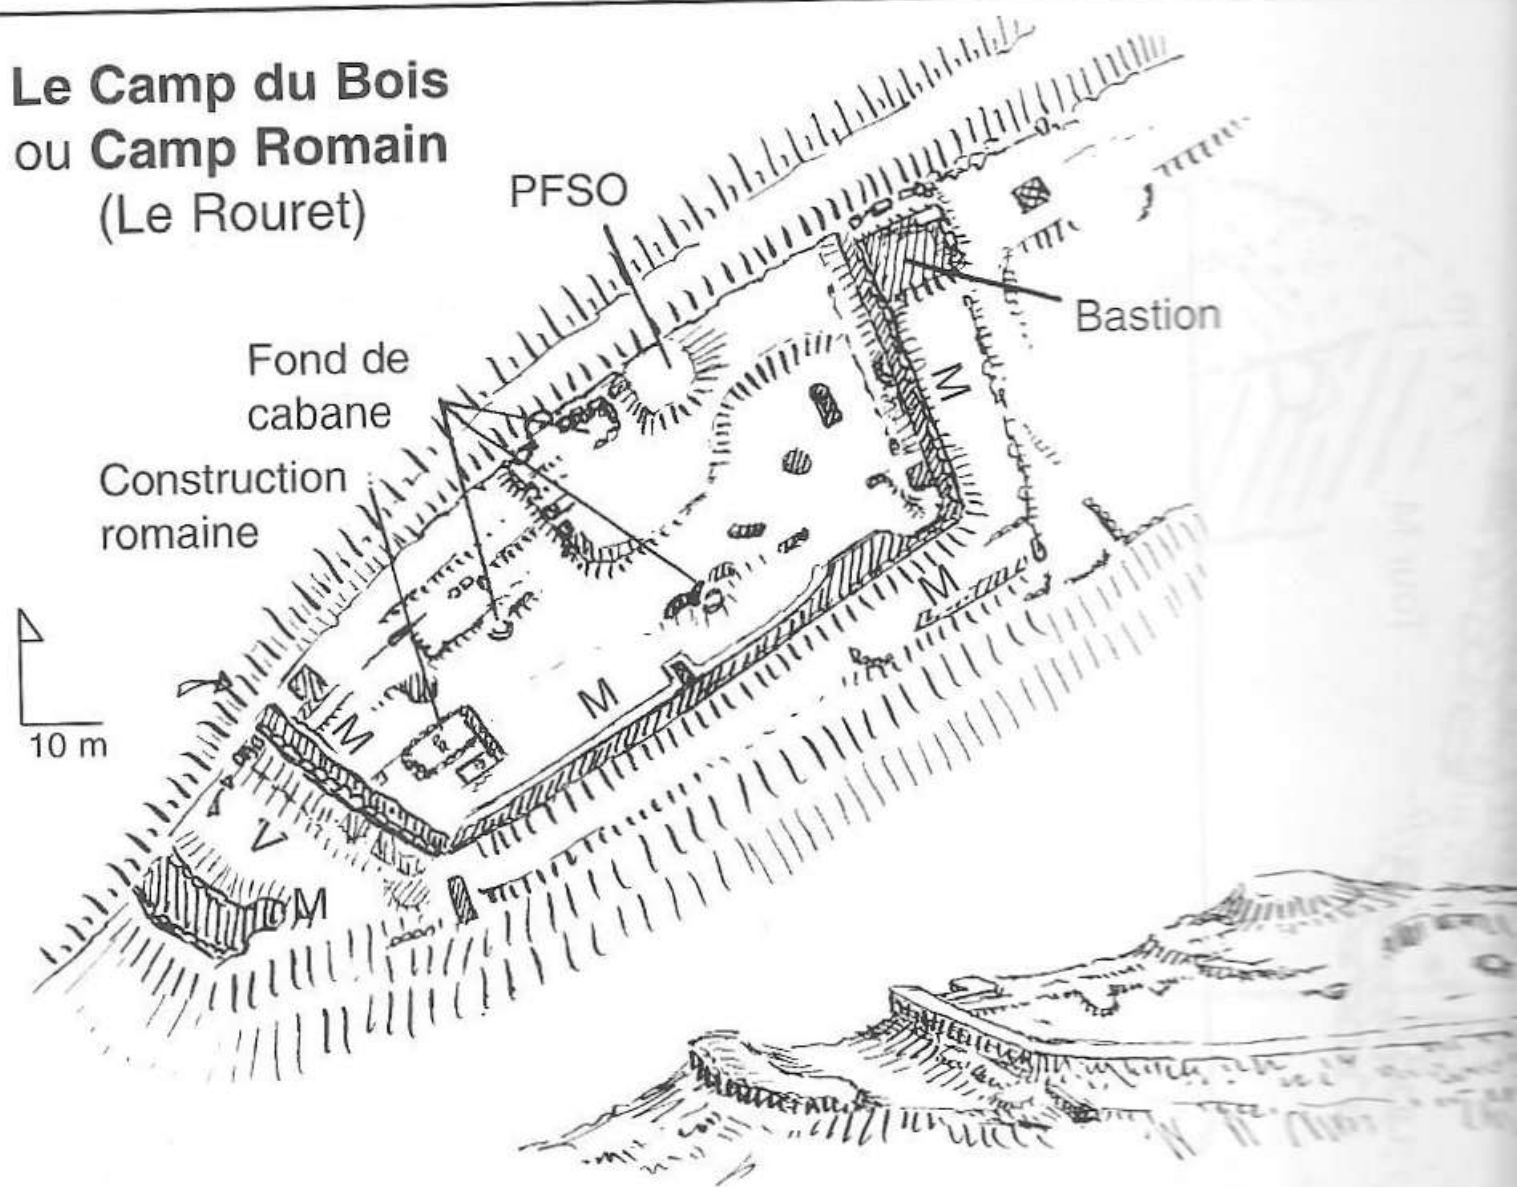 Le Camp du Bois
ou Camp Romain
(Le Rouret)
PFSO
Bastion
Fond de
cabane
Construction
romaine
M
M
M
M
10 m
V
M